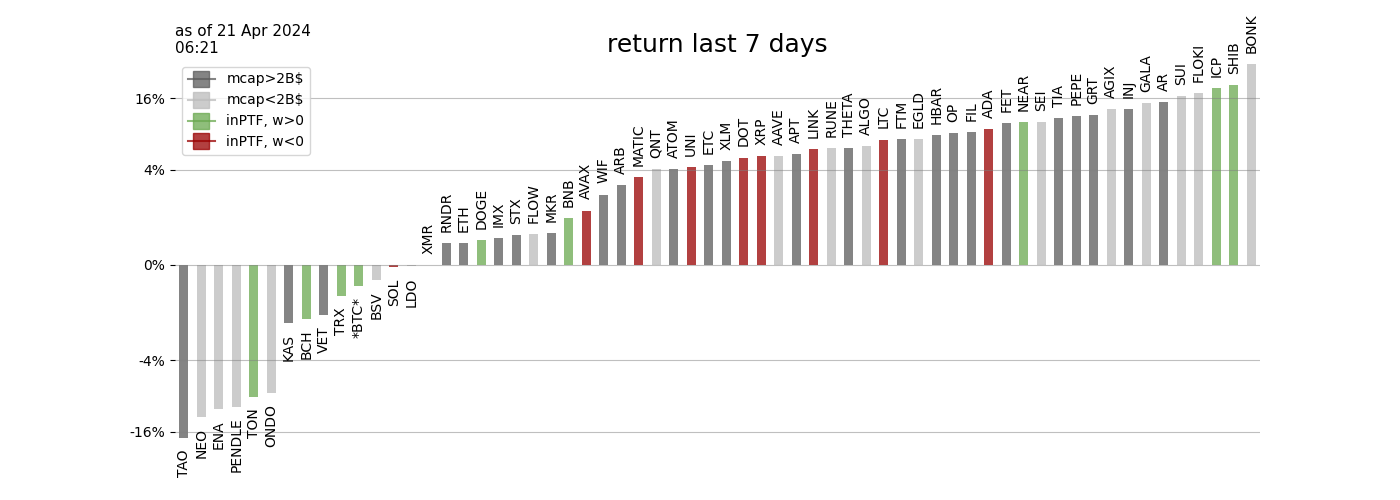 as of 21 Apr 2024
06:21
return last 7 days
mcap>2B$
mcap<2B$
inPTF, w>0
inPTF, w<0
16%
4%
0%
-4%
-16%
TAO
NEO
ENA
PENDLE
TON
ONDO
KAS
BCH
VET
TRX
*BTC*
BSV
SOL
LDO
XMR
RNDR
ETH
DOGE
IMX
STX
FLOW
MKR
BNB
AVAX
WIF
ARB
MATIC
QNT
ATOM
UNI
ETC
XLM
DOT
XRP
AAVE
APT
LINK
RUNE
THETA
ALGO
LTC
FTM
EGLD
HBAR
OP
FIL
ADA
FET
NEAR
SEI
TIA
PEPE
GRT
AGIX
INJ
GALA
AR
SUI
FLOKI
ICP
SHIB
BONK